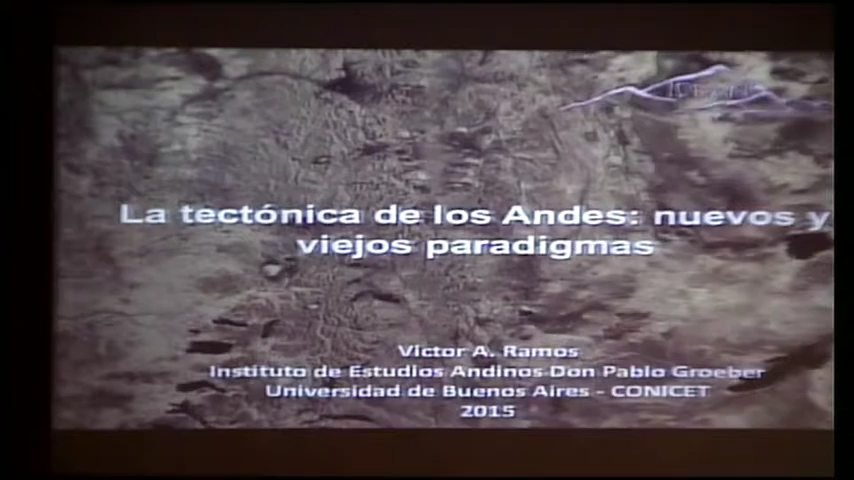 La tectónica de los Andes: nuevos y
viejos paradigmas
Víctor A. Ramos
Instituto de Estudios Andinos Don Pablo Groeber
Universidad de Buenos Aires - CONICET
2015